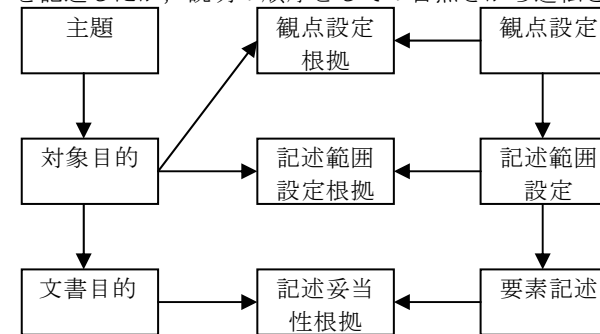 主題
観点設定
根拠
観点設定
対象目的
記述範囲
設定根拠
記述範囲
設定
文書目的
記述妥当
性根拠
要素記述